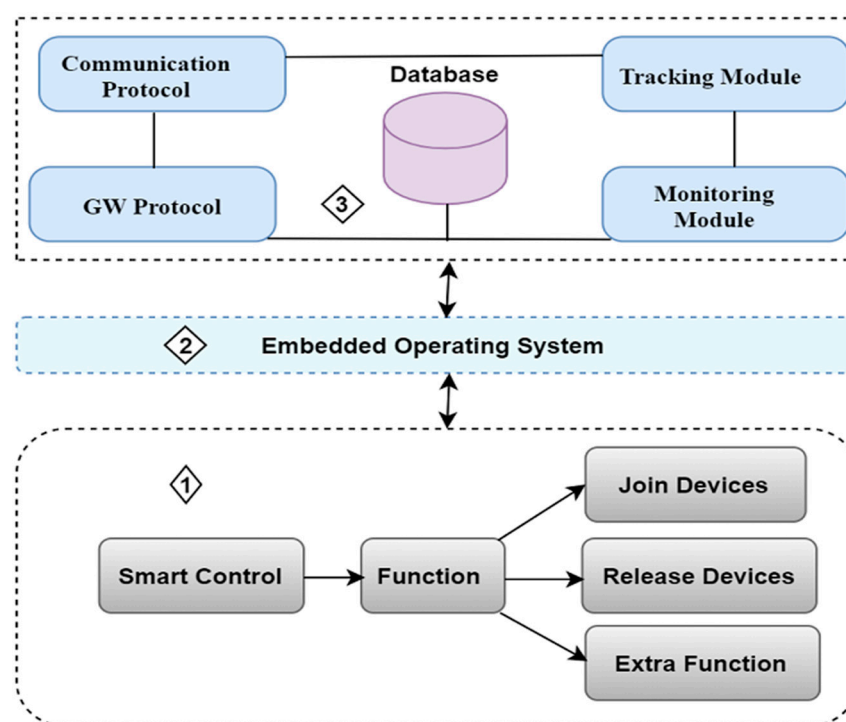 Communication
Protocol
Database
Tracking Module
GW Protocol
3
Monitoring
Module
2
Embedded Operating System
1
Join Devices
Smart Control
Function
Release Devices
Extra Function